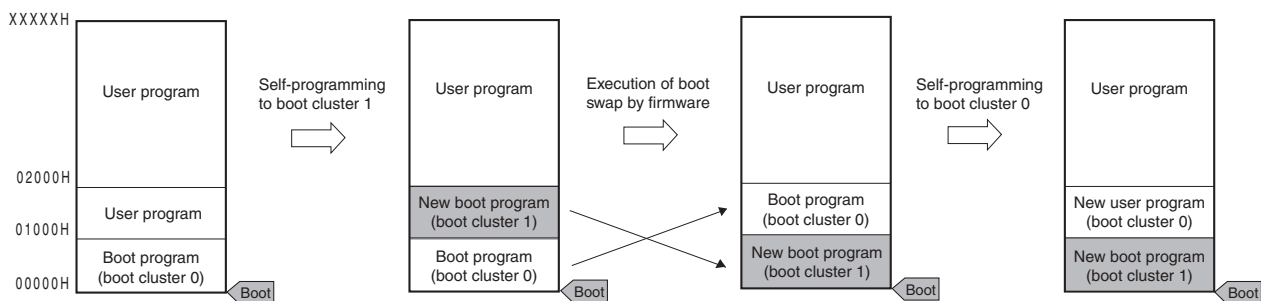 XXXXXH
User program
Self-programming
to boot cluster 1
User program
Execution of boot
swap by firmware
User program
Self-programming
to boot cluster 0
User program
02000H
User program
New boot program
(boot cluster 1)
Boot program
(boot cluster 0)
New user program
(boot cluster 0)
01000H
Boot program
(boot cluster 0)
Boot program
(boot cluster 0)
New boot program
(boot cluster 1)
New boot program
(boot cluster 1)
00000H
Boot
Boot
Boot
Boot